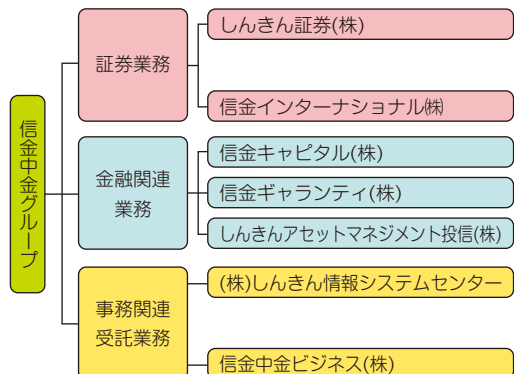 信金中金グループ
証券業務
しんきん証券(株)
信金インターナショナル㈱
金融関連
業務
信金キャピタル(株)
信金ギャランティ(株)
しんきんアセットマネジメント投信(株)
事務関連
受託業務
(株)しんきん情報システムセンター
信金中金ビジネス(株)